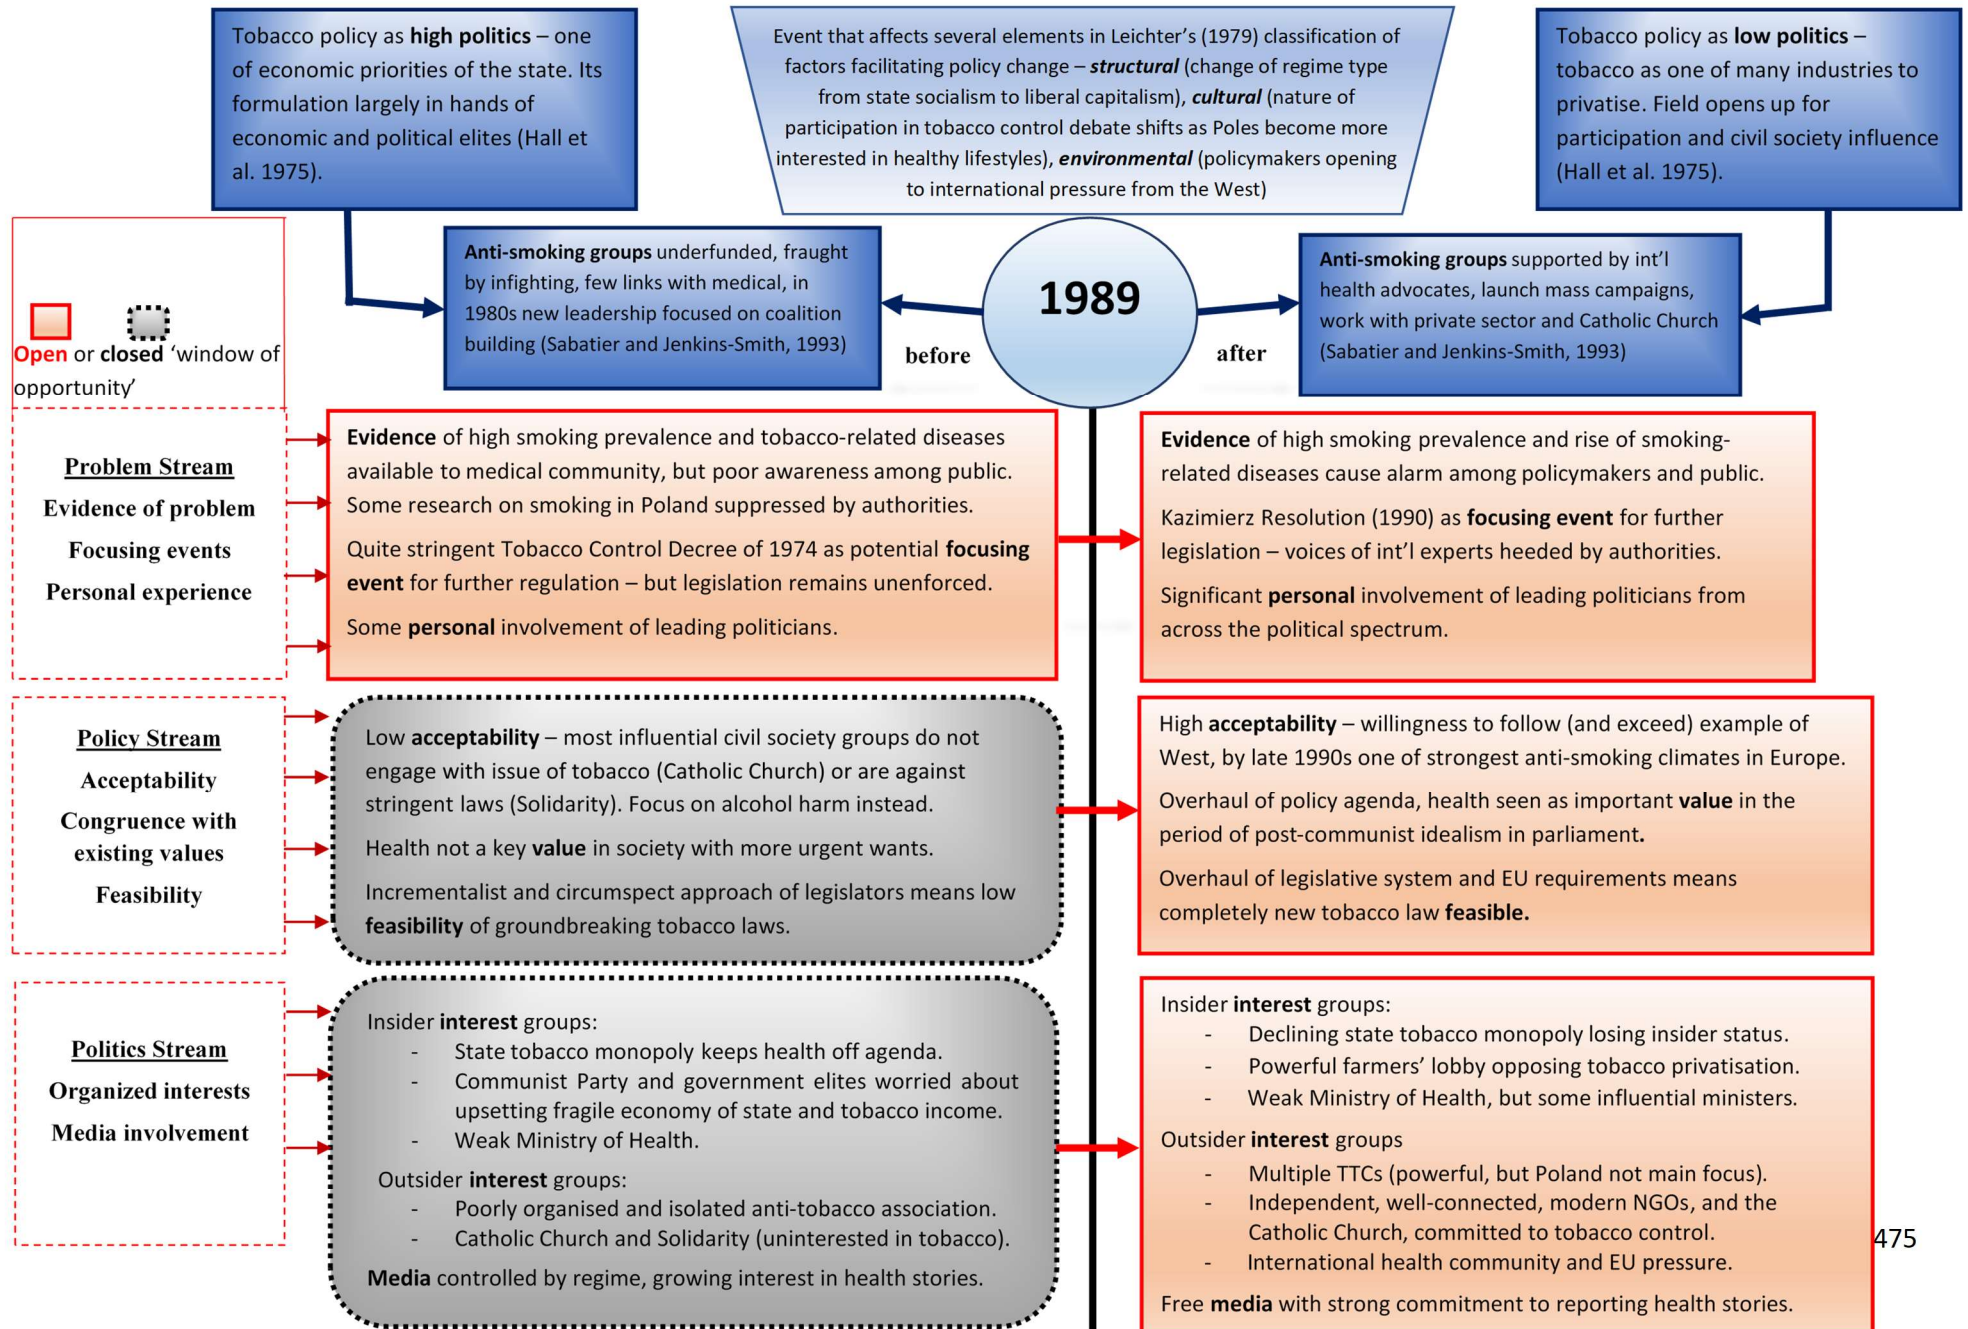 Tobacco policy as high politics – one
of economic priorities of the state. Its
formulation largely in hands of
economic and political elites (Hall et
al. 1975).
Event that affects several elements in Leichter’s (1979) classification of
factors facilitating policy change – structural (change of regime type
from state socialism to liberal capitalism), cultural (nature of
participation in tobacco control debate shifts as Poles become more
interested in healthy lifestyles), environmental (policymakers opening
to international pressure from the West)
Tobacco policy as low politics –
tobacco as one of many industries to
privatise. Field opens up for
participation and civil society influence
(Hall et al. 1975).
Anti-smoking groups underfunded, fraught
by infighting, few links with medical, in
1980s new leadership focused on coalition
building (Sabatier and Jenkins-Smith, 1993)
before
1989
after
Anti-smoking groups supported by int’l
health advocates, launch mass campaigns,
work with private sector and Catholic Church
(Sabatier and Jenkins-Smith, 1993)
Open or closed ‘window of
opportunity’
Problem Stream
Evidence of problem
Focusing events
Personal experience
Evidence of high smoking prevalence and tobacco-related diseases
available to medical community, but poor awareness among public.
Some research on smoking in Poland suppressed by authorities.
Quite stringent Tobacco Control Decree of 1974 as potential focusing
event for further regulation – but legislation remains unenforced.
Some personal involvement of leading politicians.
Evidence of high smoking prevalence and rise of smoking-
related diseases cause alarm among policymakers and public.
Kazimierz Resolution (1990) as focusing event for further
legislation – voices of int’l experts heeded by authorities.
Significant personal involvement of leading politicians from
across the political spectrum.
Policy Stream
Acceptability
Congruence with
existing values
Feasibility
Low acceptability – most influential civil society groups do not
engage with issue of tobacco (Catholic Church) or are against
stringent laws (Solidarity). Focus on alcohol harm instead.
Health not a key value in society with more urgent wants.
Incrementalist and circumspect approach of legislators means low
feasibility of groundbreaking tobacco laws.
High acceptability – willingness to follow (and exceed) example of
West, by late 1990s one of strongest anti-smoking climates in Europe.
Overhaul of policy agenda, health seen as important value in the
period of post-communist idealism in parliament.
Overhaul of legislative system and EU requirements means
completely new tobacco law feasible.
Politics Stream
Organized interests
Media involvement
Insider interest groups:
- State tobacco monopoly keeps health off agenda.
- Communist Party and government elites worried about
upsetting fragile economy of state and tobacco income.
- Weak Ministry of Health.
Outsider interest groups:
- Poorly organised and isolated anti-tobacco association.
- Catholic Church and Solidarity (uninterested in tobacco).
Media controlled by regime, growing interest in health stories.
Insider interest groups:
- Declining state tobacco monopoly losing insider status.
- Powerful farmers’ lobby opposing tobacco privatisation.
- Weak Ministry of Health, but some influential ministers.
Outsider interest groups
- Multiple TTCs (powerful, but Poland not main focus).
- Independent, well-connected, modern NGOs, and the
Catholic Church, committed to tobacco control.
- International health community and EU pressure.
Free media with strong commitment to reporting health stories.
475